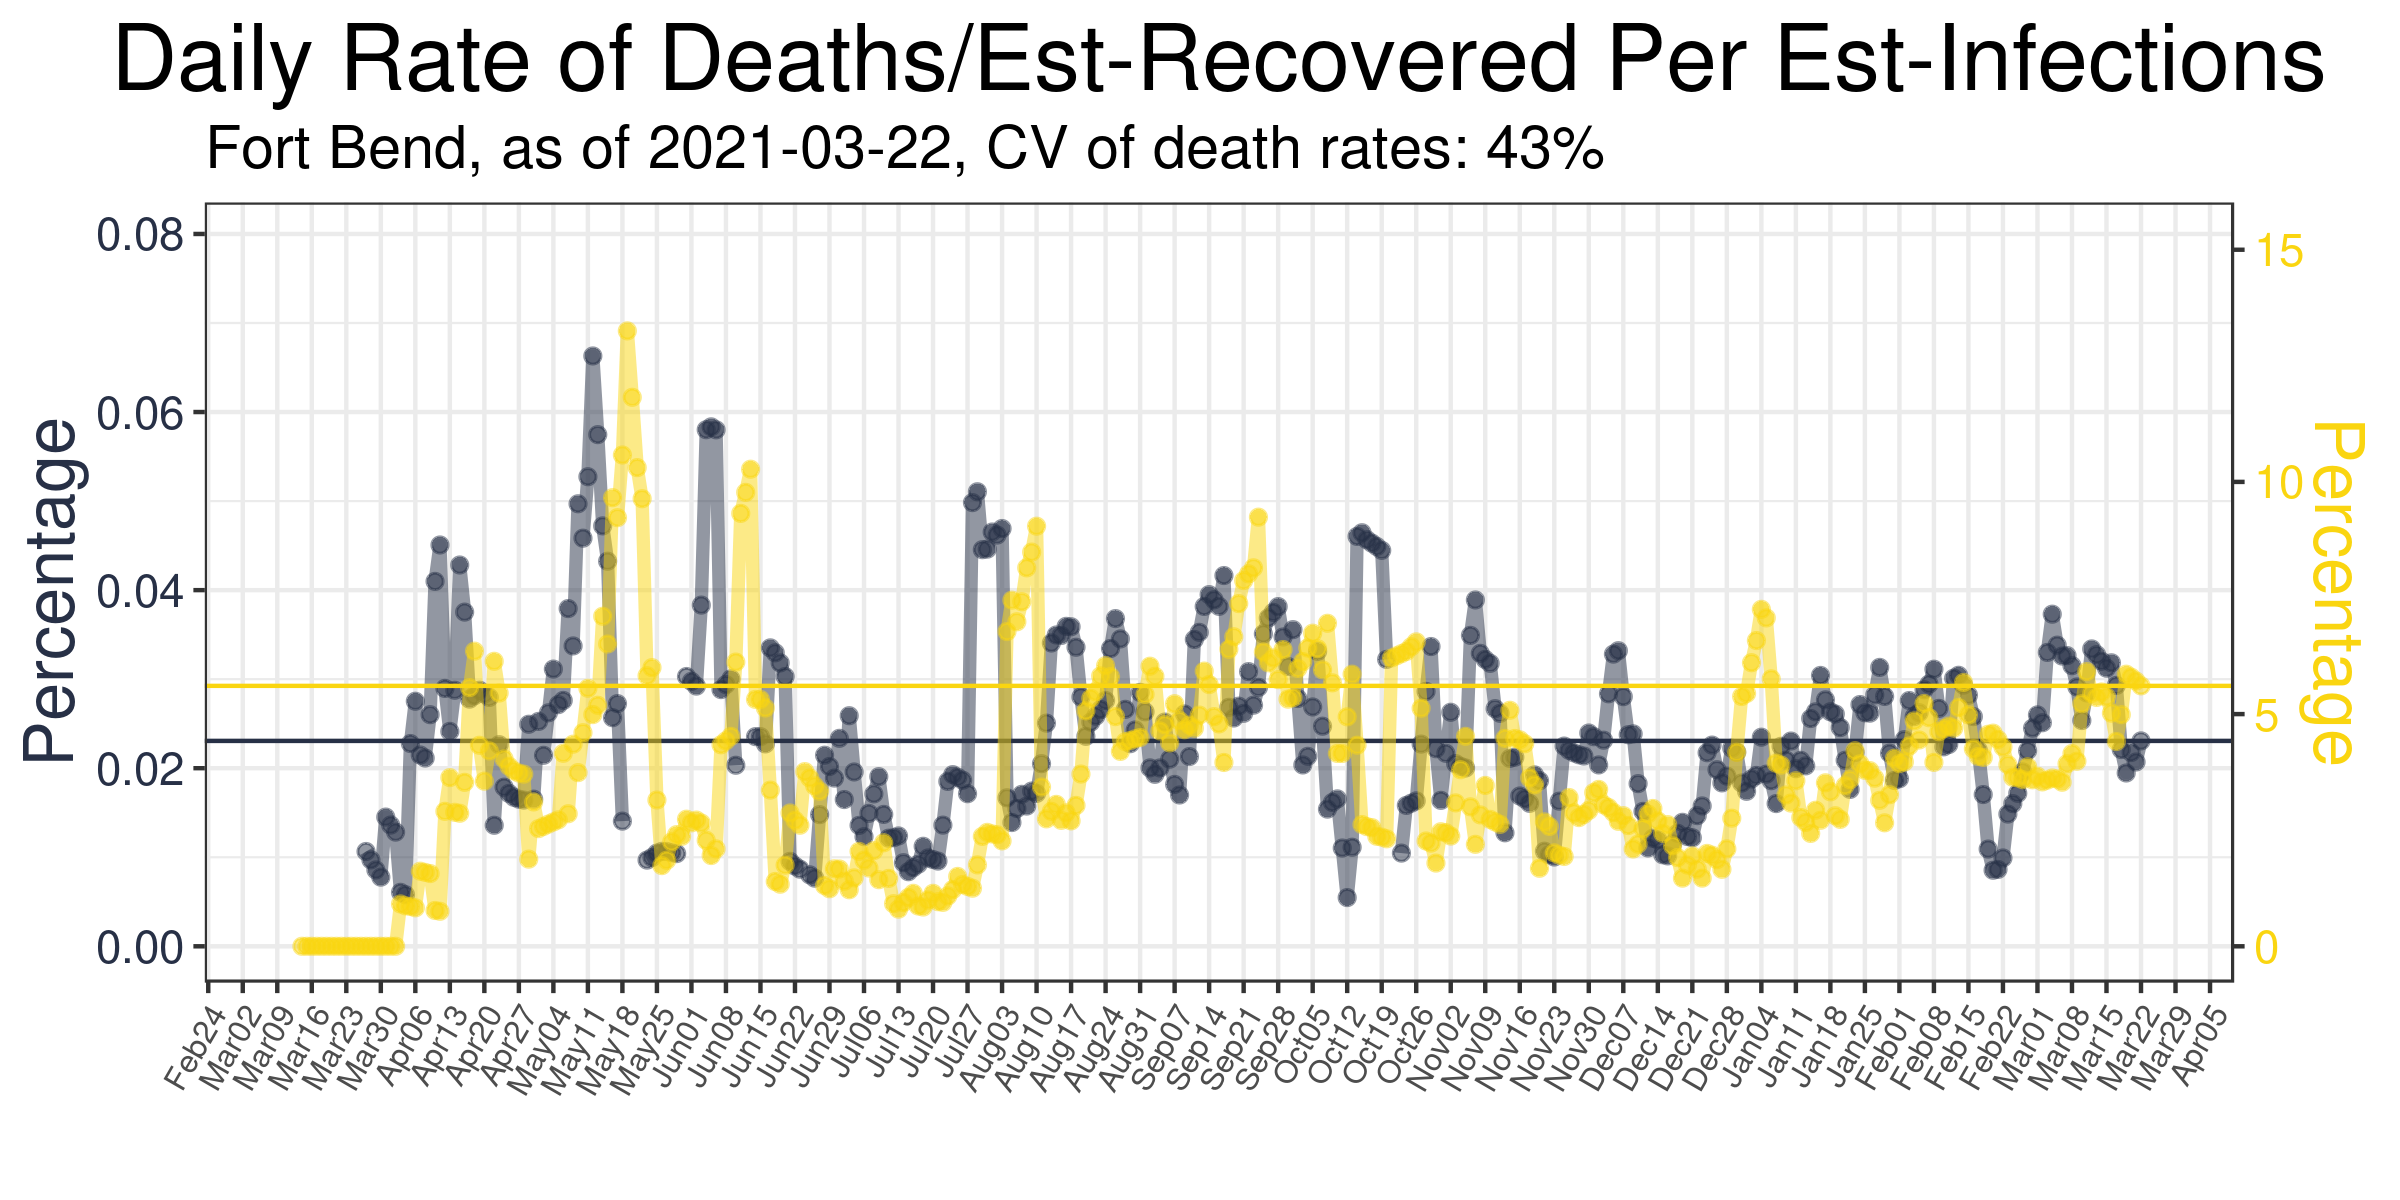 Daily Rate of Deaths/Est-Recovered Per Est-Infections
Fort Bend, as of 2021-03-22, CV of death rates: 43%
Percentage
0.08
0.06
0.04
0.02
0.00
15
10
5
0
Percentage
Feb24
Mar02
Mar09
Mar16
Mar23
Mar30
Apr06
Apr13
Apr20
Apr27
May04
May11
May18
May25
Jun01
Jun08
Jun15
Jun22
Jun29
Jul06
Jul13
Jul20
Jul27
Aug03
Aug10
Aug17
Aug24
Aug31
Sep07
Sep14
Sep21
Sep28
Oct05
Oct12
Oct19
Oct26
Nov02
Nov09
Nov16
Nov23
Nov30
Dec07
Dec14
Dec21
Dec28
Jan04
Jan11
Jan18
Jan25
Feb01
Feb08
Feb15
Feb22
Mar01
Mar08
Mar15
Mar22
Mar29
Apr05